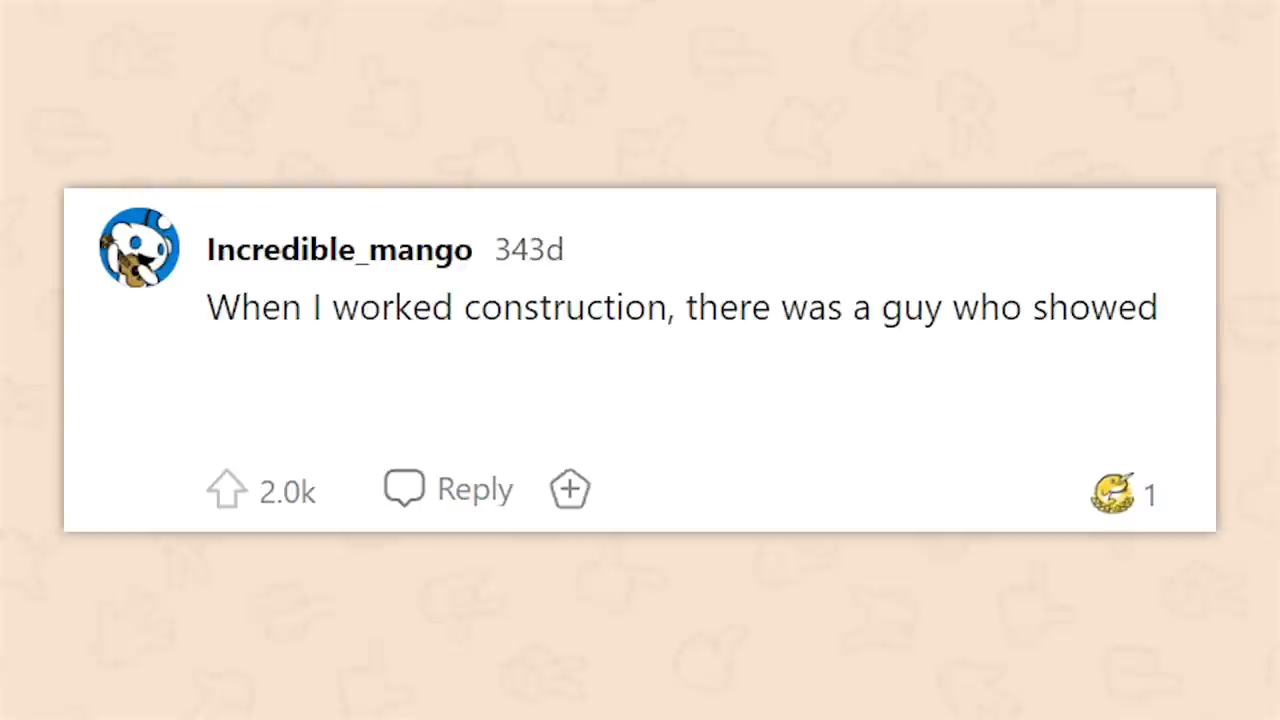 Incredible_mango 343d
When I worked construction, there was a guy who showed
2.0k Reply 1